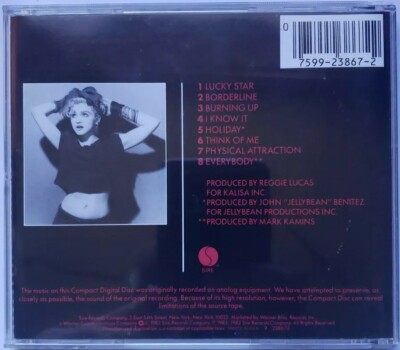 0
7599-23867-2
1 LUCKY STAR
2 BORDERLINE
3 BURNING UP
4 I KNOW IT
5 HOLIDAY*
6 THINK OF ME
7 PHYSICAL ATTRACTION
8 EVERYBODY**
PRODUCED BY REGGIE LUCAS
FOR KALISA INC
*PRODUCED BY JOHN "JELLYBEAN" BENITEZ
FOR JELLYBEAN PRODUCTIONS INC
**PRODUCED BY MARK KAMINS
SIRE
The music on this Compact Digital Disc was originally recorded on analog equipment. We have attempted to preserve, as
closely as possible, the sound of the original recording. Because of its high resolution, however, the Compact Disc can reveal
limitations of the source tape.